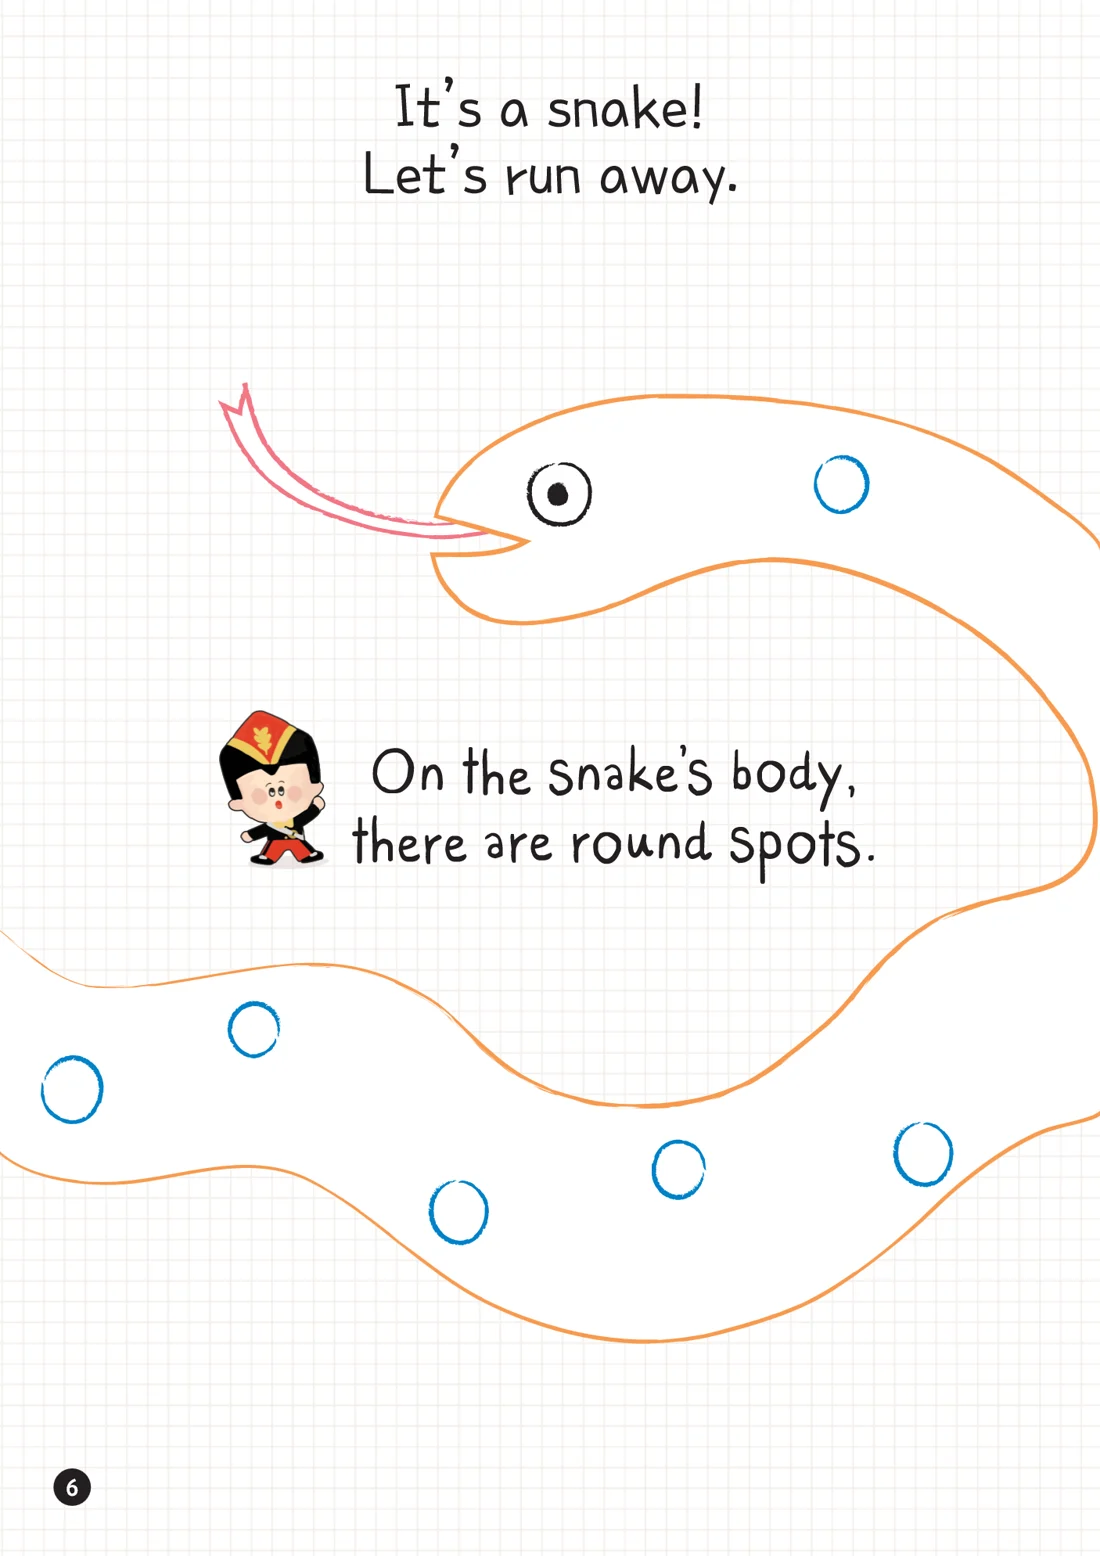 It's a snake!
Let's run away.
On the snake's body,
there are round spots.
6